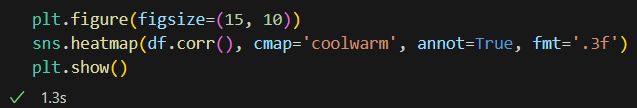 plt.figure(figsize=(15, 10))
sns.heatmap(df.corr(), cmap='coolwarm', annot=True, fmt='.3f')
plt.show()
✓ 1.3s